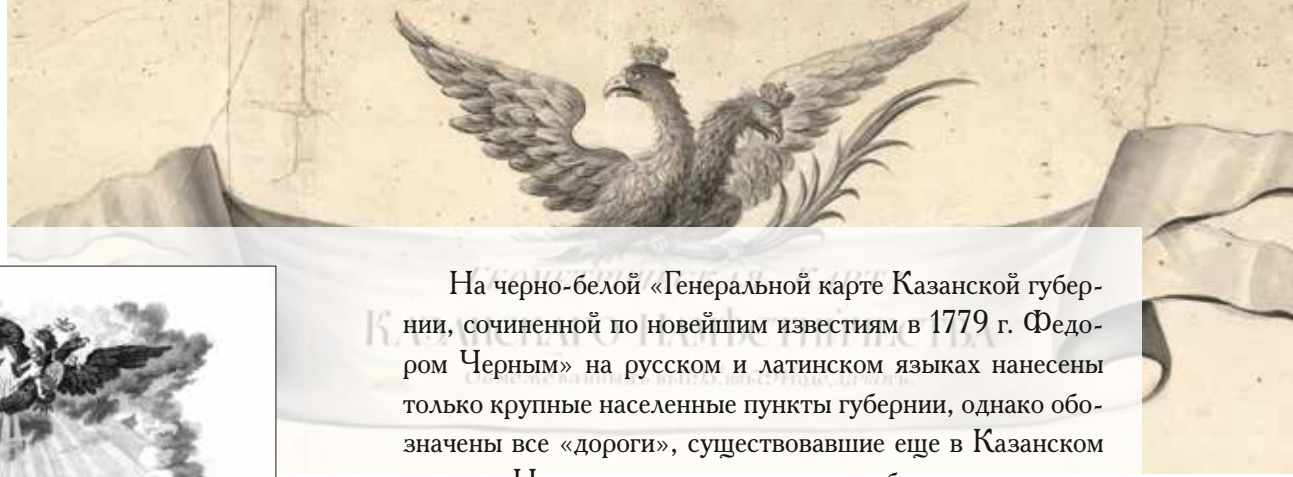 На черно-белой «Генеральной карте Казанской губер-
нии, сочиненной по новейшим известиям в 1779 г. Федо-
ром Черным» на русском и латинском языках нанесены
только крупные населенные пункты губернии, однако обо-
значены все «дороги», существовавшие еще в Казанском